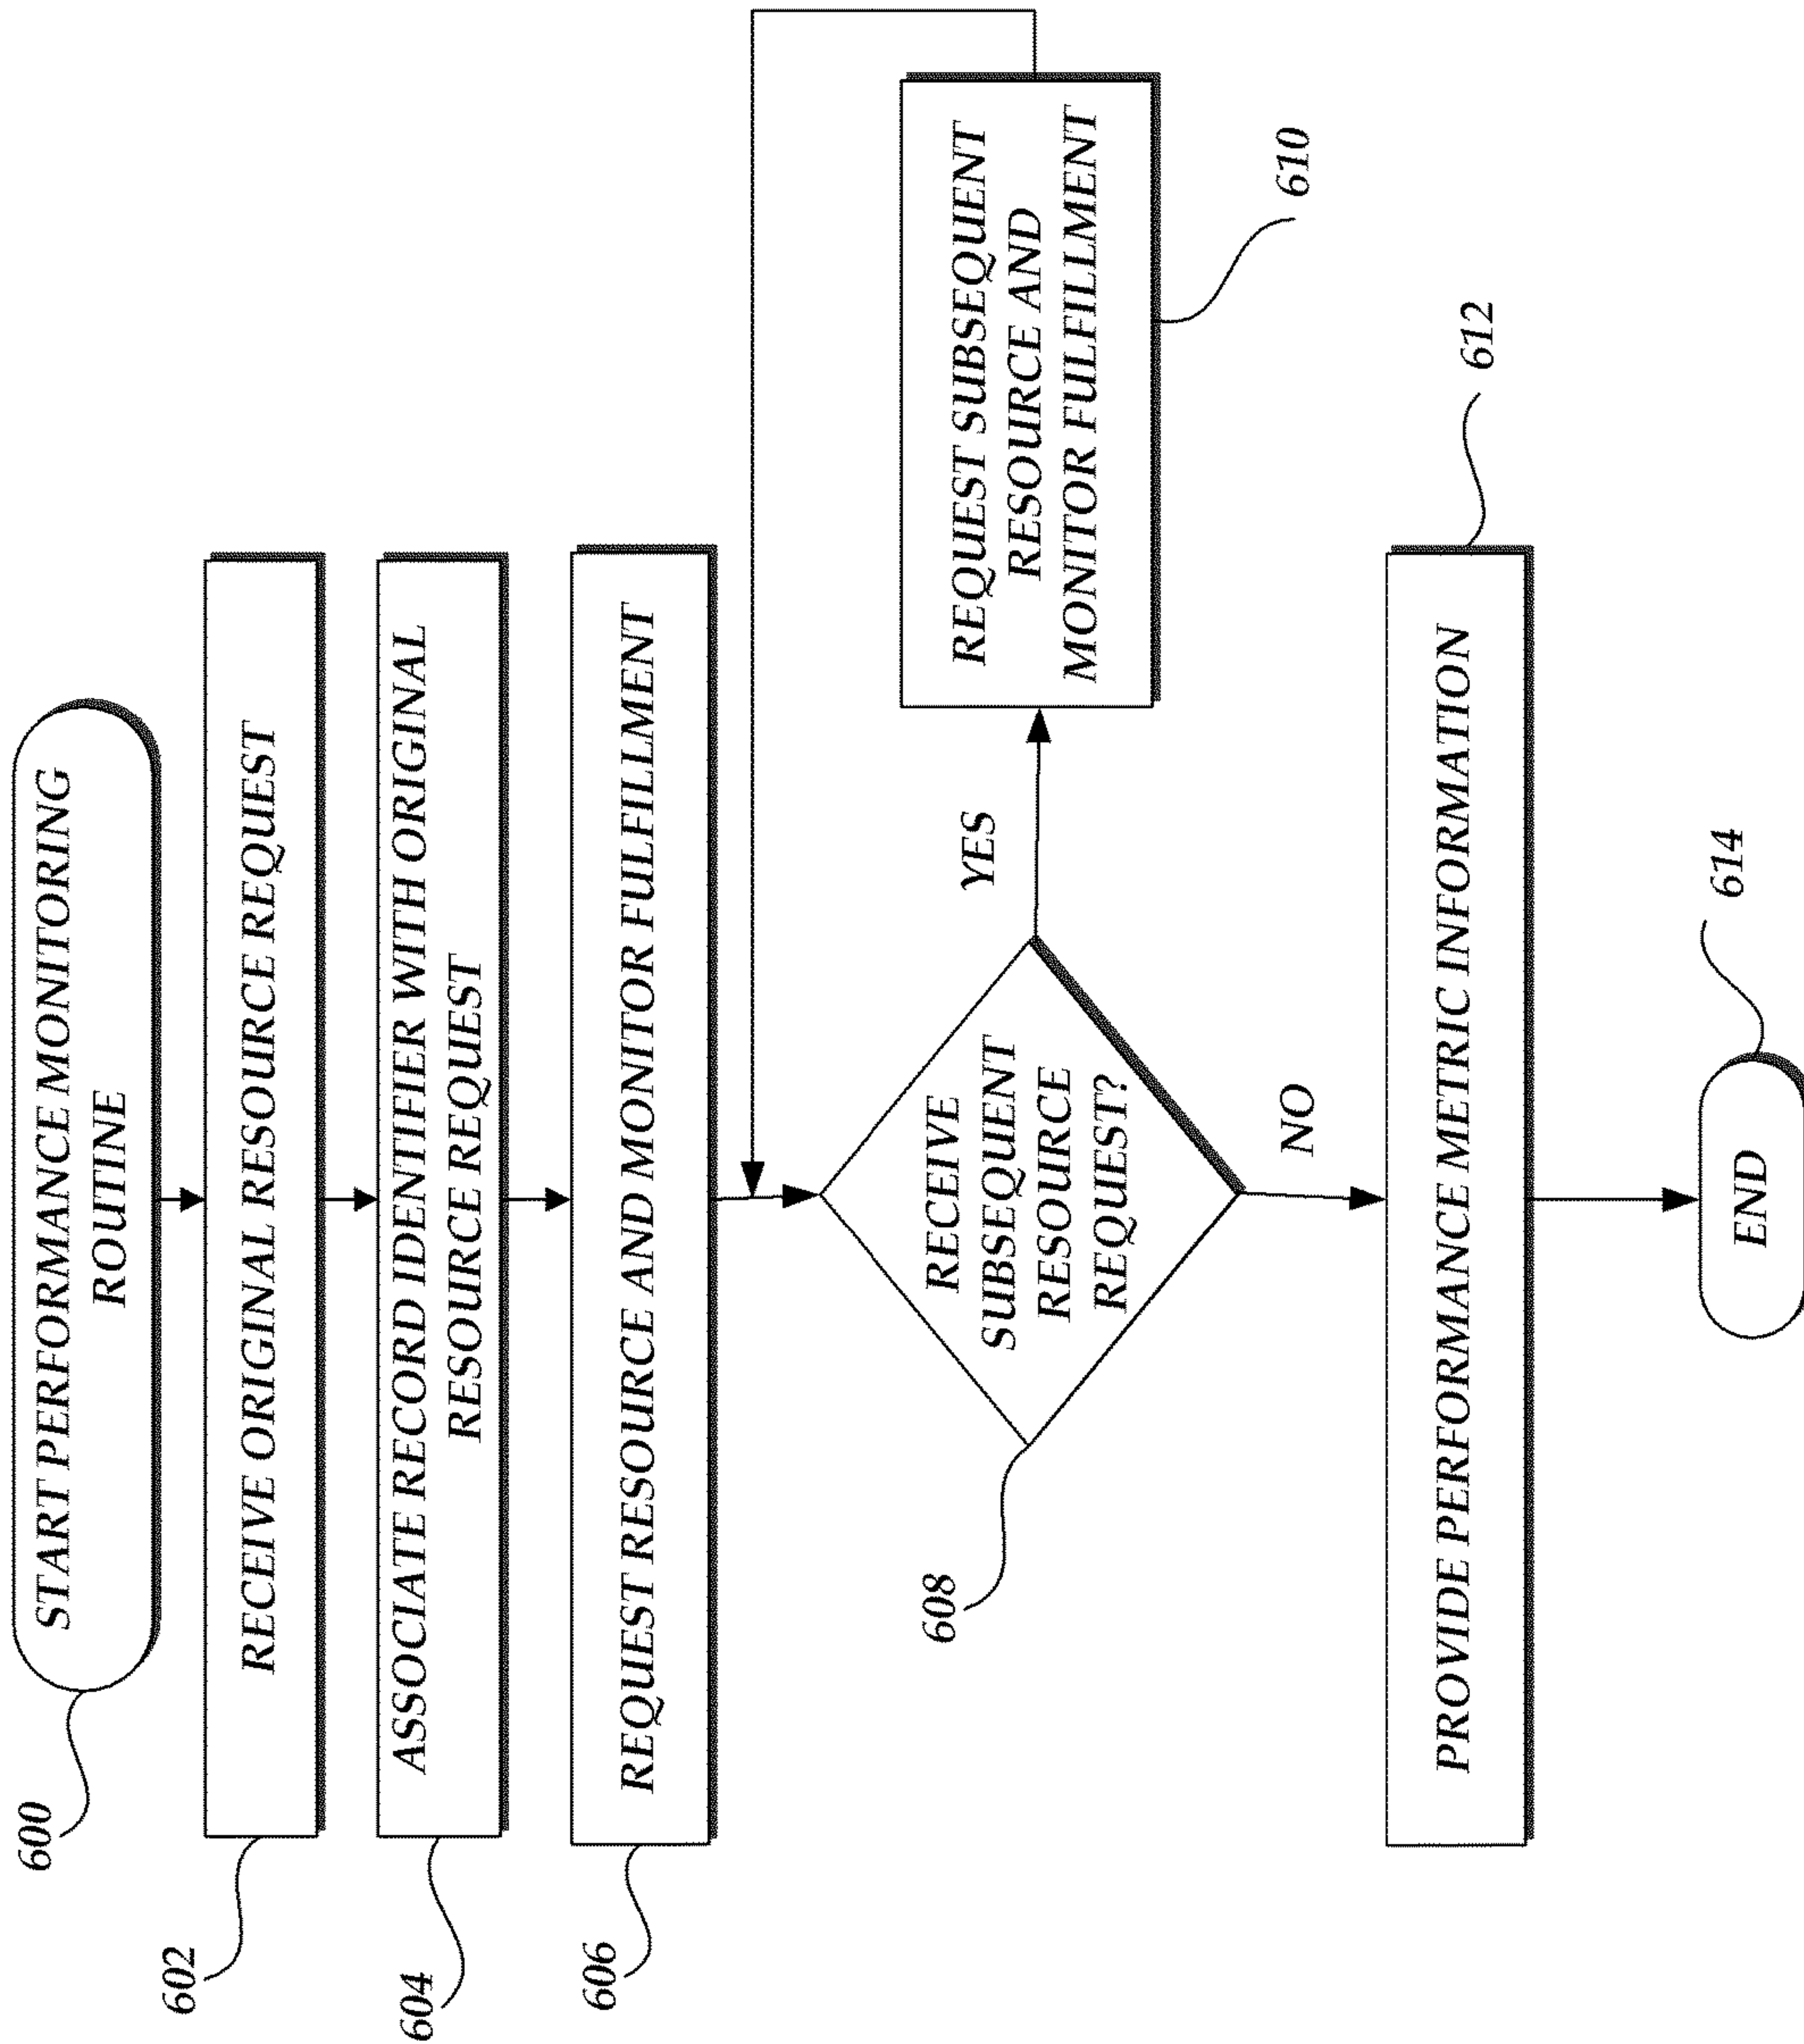 600
START PERFORMANCE MONITORING
ROUTINE
602
RECEIVE ORIGINAL RESOURCE REQUEST
604
ASSOCIATE RECORD IDENTIFIER WITH ORIGINAL
RESOURCE REQUEST
606
REQUEST RESOURCE AND MONITOR FULFILLMENT
608
RECEIVE
SUBSEQUENT
RESOURCE
REQUEST?
YES
REQUEST SUBSEQUENT
RESOURCE AND
MONITOR FULFILLMENT
610
NO
PROVIDE PERFORMANCE METRIC INFORMATION
612
END
614